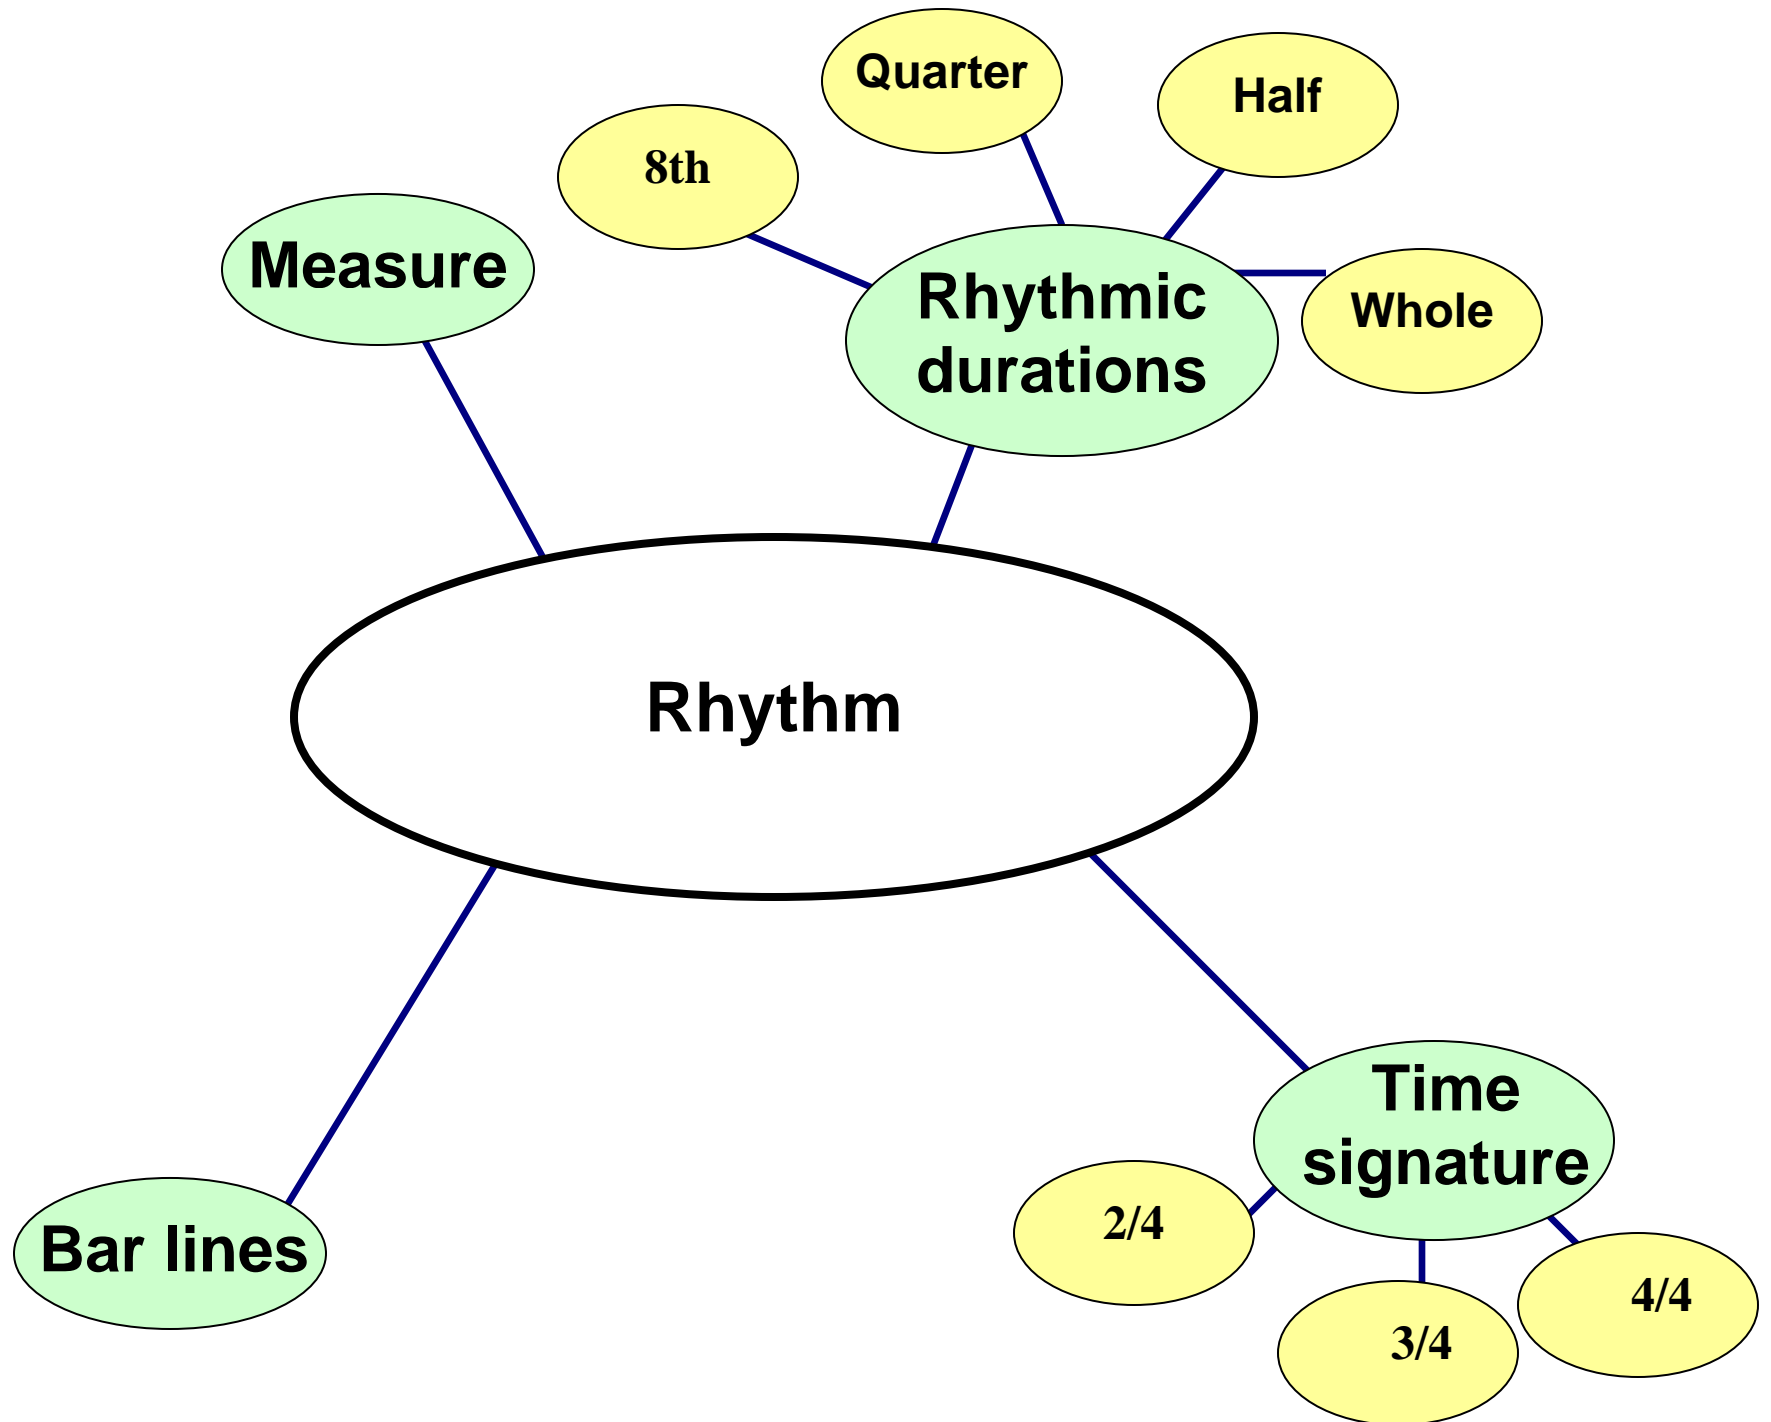 Quarter
Half
8th
Measure
Rhythmic
durations
Whole
Rhythm
Time
signature
Bar lines
2/4
3/4
4/4